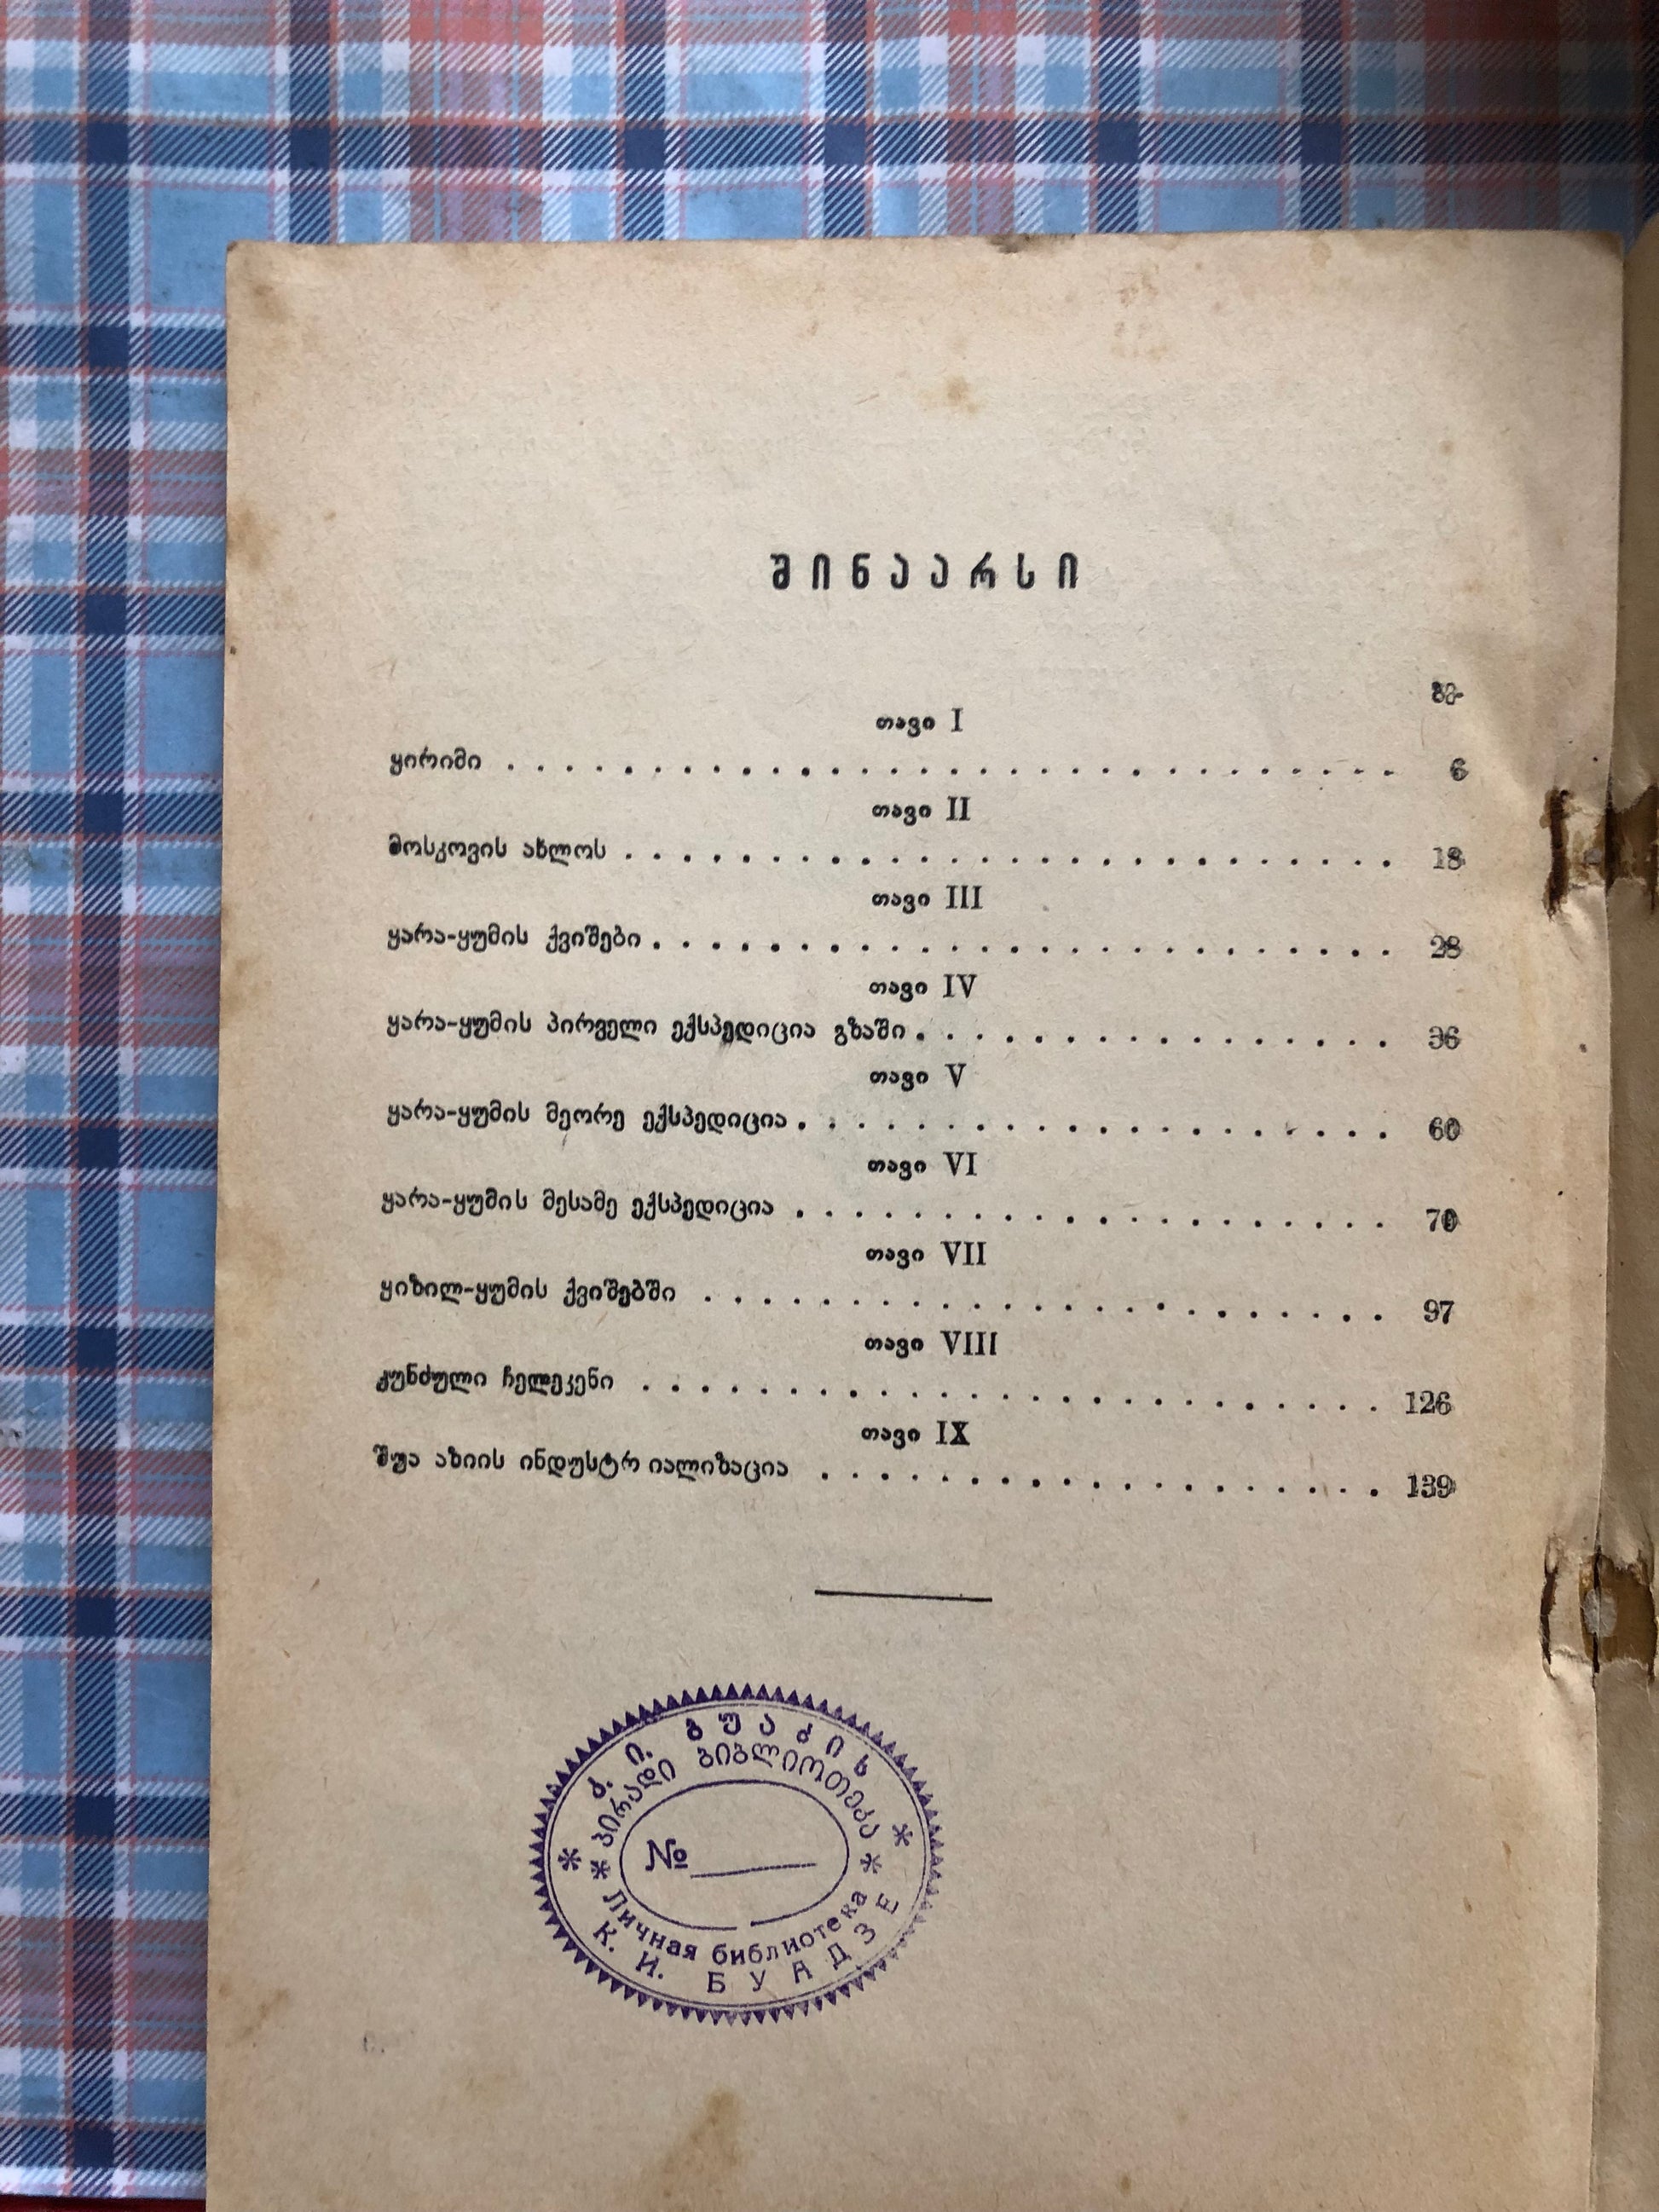 შინაარსი
გვ.
თავი I
ყირიმი . . . . . . . . . . . . . . . . . . . . . . . . . . . . . . . 6
თავი II
მოსკოვის ახლოს . . . . . . . . . . . . . . . . . . . . . . . . . . . 18
თავი III
ყარა-ყუმის ქვიშები . . . . . . . . . . . . . . . . . . . . . . . . . . 28
თავი IV
ყარა-ყუმის პირველი ექსპედიცია გზაში . . . . . . . . . . . . . . . . . 36
თავი V
ყარა-ყუმის მეორე ექსპედიცია . . . . . . . . . . . . . . . . . . . . . 60
თავი VI
ყარა-ყუმის მესამე ექსპედიცია . . . . . . . . . . . . . . . . . . . . . 70
თავი VII
ყიზილ-ყუმის ქვიშებში . . . . . . . . . . . . . . . . . . . . . . . . 97
თავი VIII
კუნძული ჩელეკენი . . . . . . . . . . . . . . . . . . . . . . . . . . 126
თავი IX
შუა აზიის ინდუსტრიალიზაცია . . . . . . . . . . . . . . . . . . . 139
ი. ბუაძის
პირადი ბიბლიოთეკა
№
Личная библиотека
К. И. БУАДЗЕ